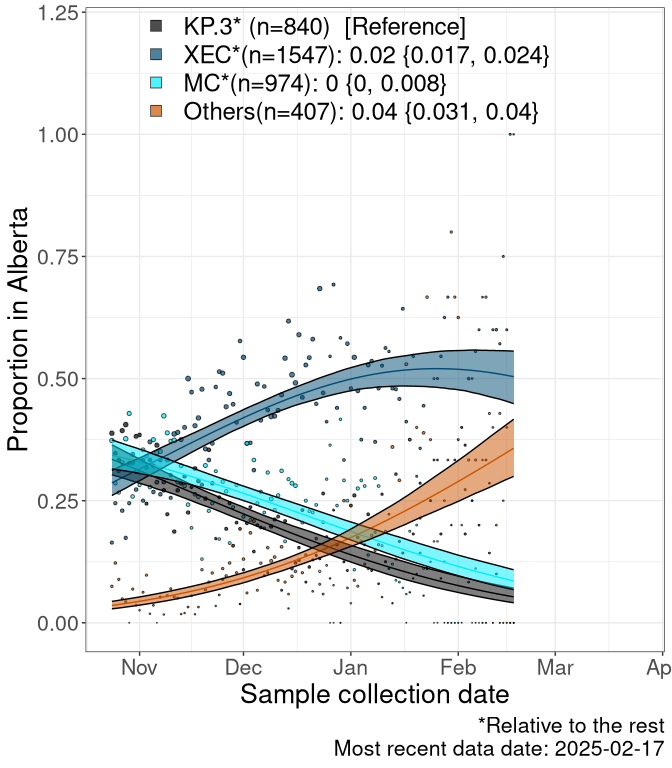 1.25
1.00
0.75
0.50
0.25
0.00
Proportion in Alberta
KP.3* (n=840)  [Reference]
XEC*(n=1547): 0.02 {0.017, 0.024}
MC*(n=974): 0 {0, 0.008}
Others(n=407): 0.04 {0.031, 0.04}
Nov Dec Jan Feb Mar Ap
Sample collection date
*Relative to the rest
Most recent data date: 2025-02-17